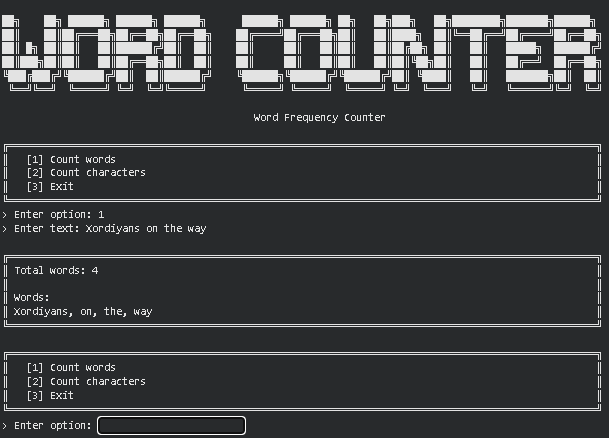 WORD COUNTER
Word Frequency Counter
[1] Count words
[2] Count characters
[3] Exit
> Enter option: 1
> Enter text: Xordiyans on the way
Total words: 4
Words:
Xordiyans, on, the, way
[1] Count words
[2] Count characters
[3] Exit
> Enter option: